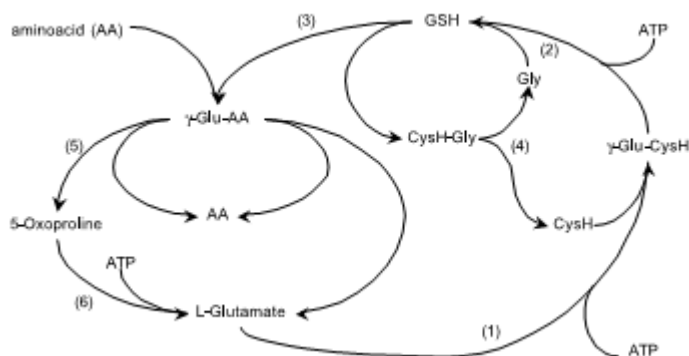 aminoacid (AA)
(3)
GSH
ATP
(2)
Gly
γ-Glu-AA
CysH-Gly
(4)
γ-Glu-CysH
(5)
AA
5-Oxoproline
CysH
ATP
(6)
L-Glutamate
(1)
ATP